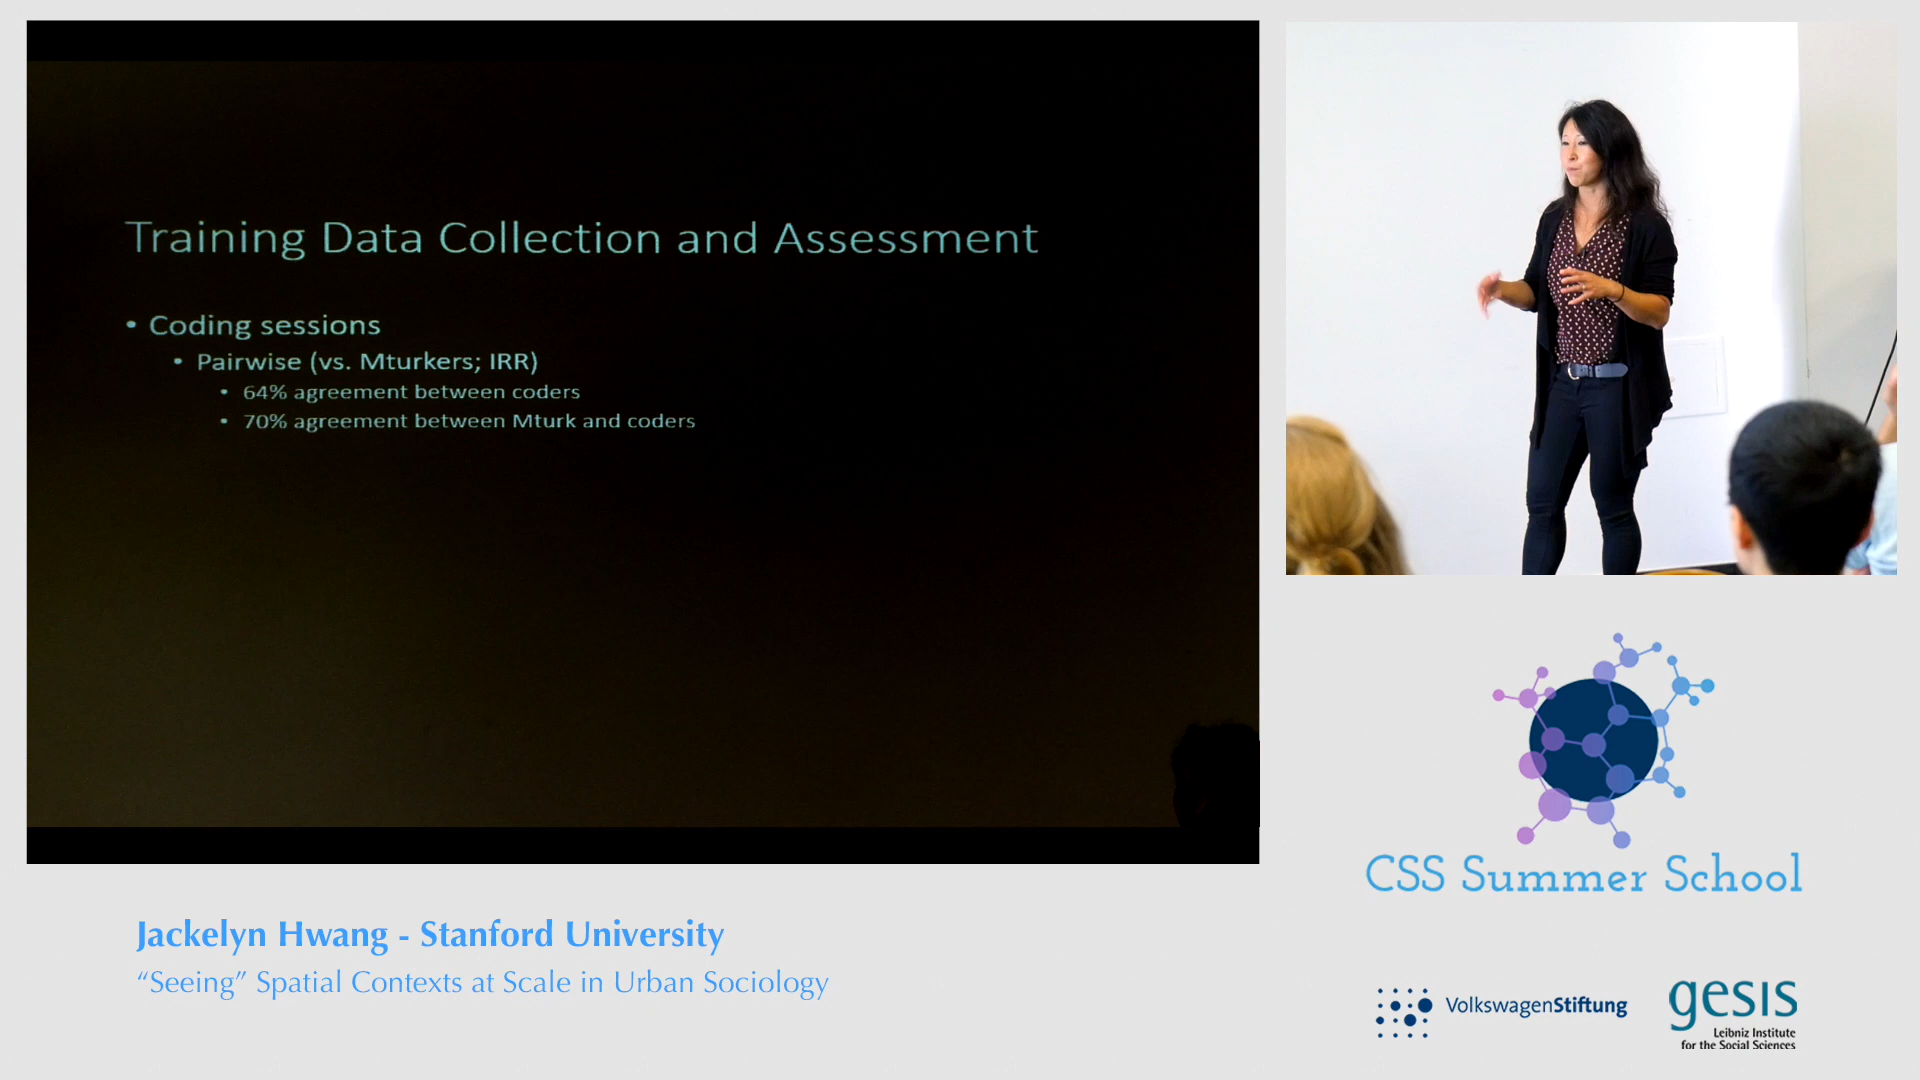 Training Data Collection and Assessment
• Coding sessions
• Pairwise (vs. Mturkers; IRR)
• 64% agreement between coders
• 70% agreement between Mturk and coders
CSS Summer School
Jackelyn Hwang - Stanford University
“Seeing” Spatial Contexts at Scale in Urban Sociology
VolkswagenStiftung
gesis
Leibniz Institute
for the Social Sciences